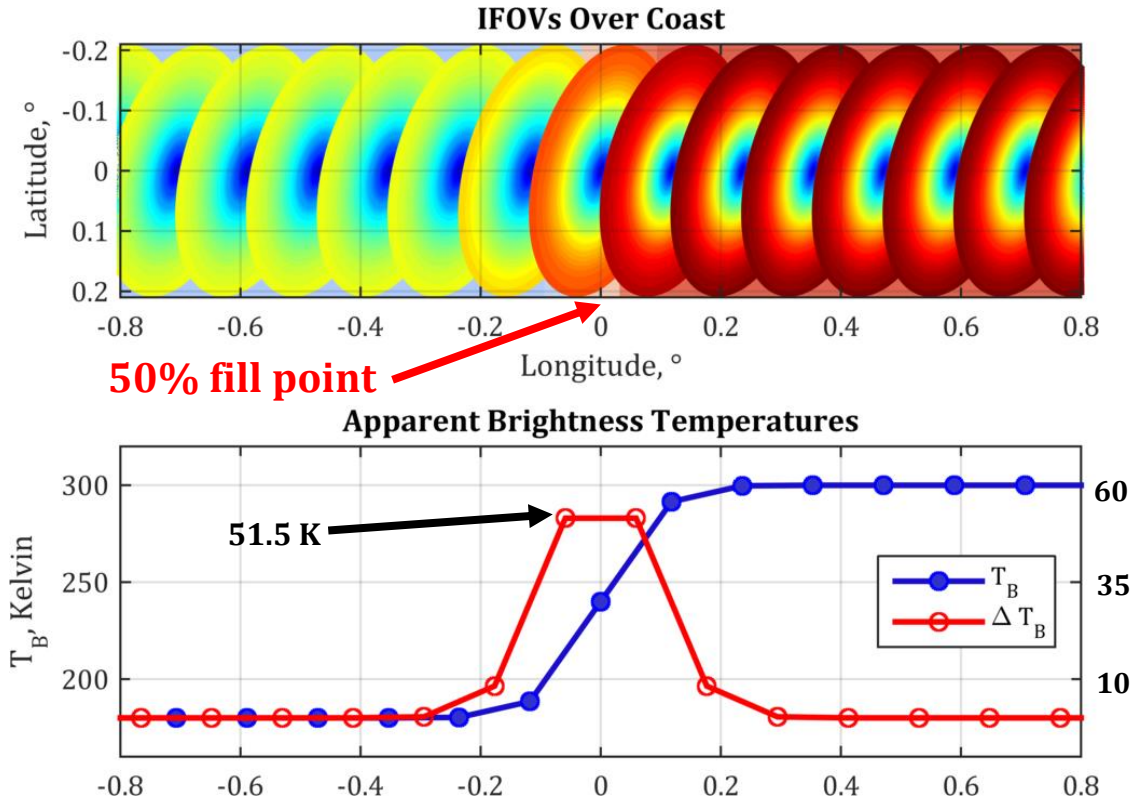 IFOVs Over Coast
Latitude, °
-0.2
-0.1
0
0.1
0.2
-0.8 -0.6 -0.4 -0.2 0 0.2 0.4 0.6 0.8
Longitude, °
50% fill point
Apparent Brightness Temperatures
T_B, Kelvin
300
250
200
60
35
10
51.5 K
T_B
Δ T_B
-0.8 -0.6 -0.4 -0.2 0 0.2 0.4 0.6 0.8